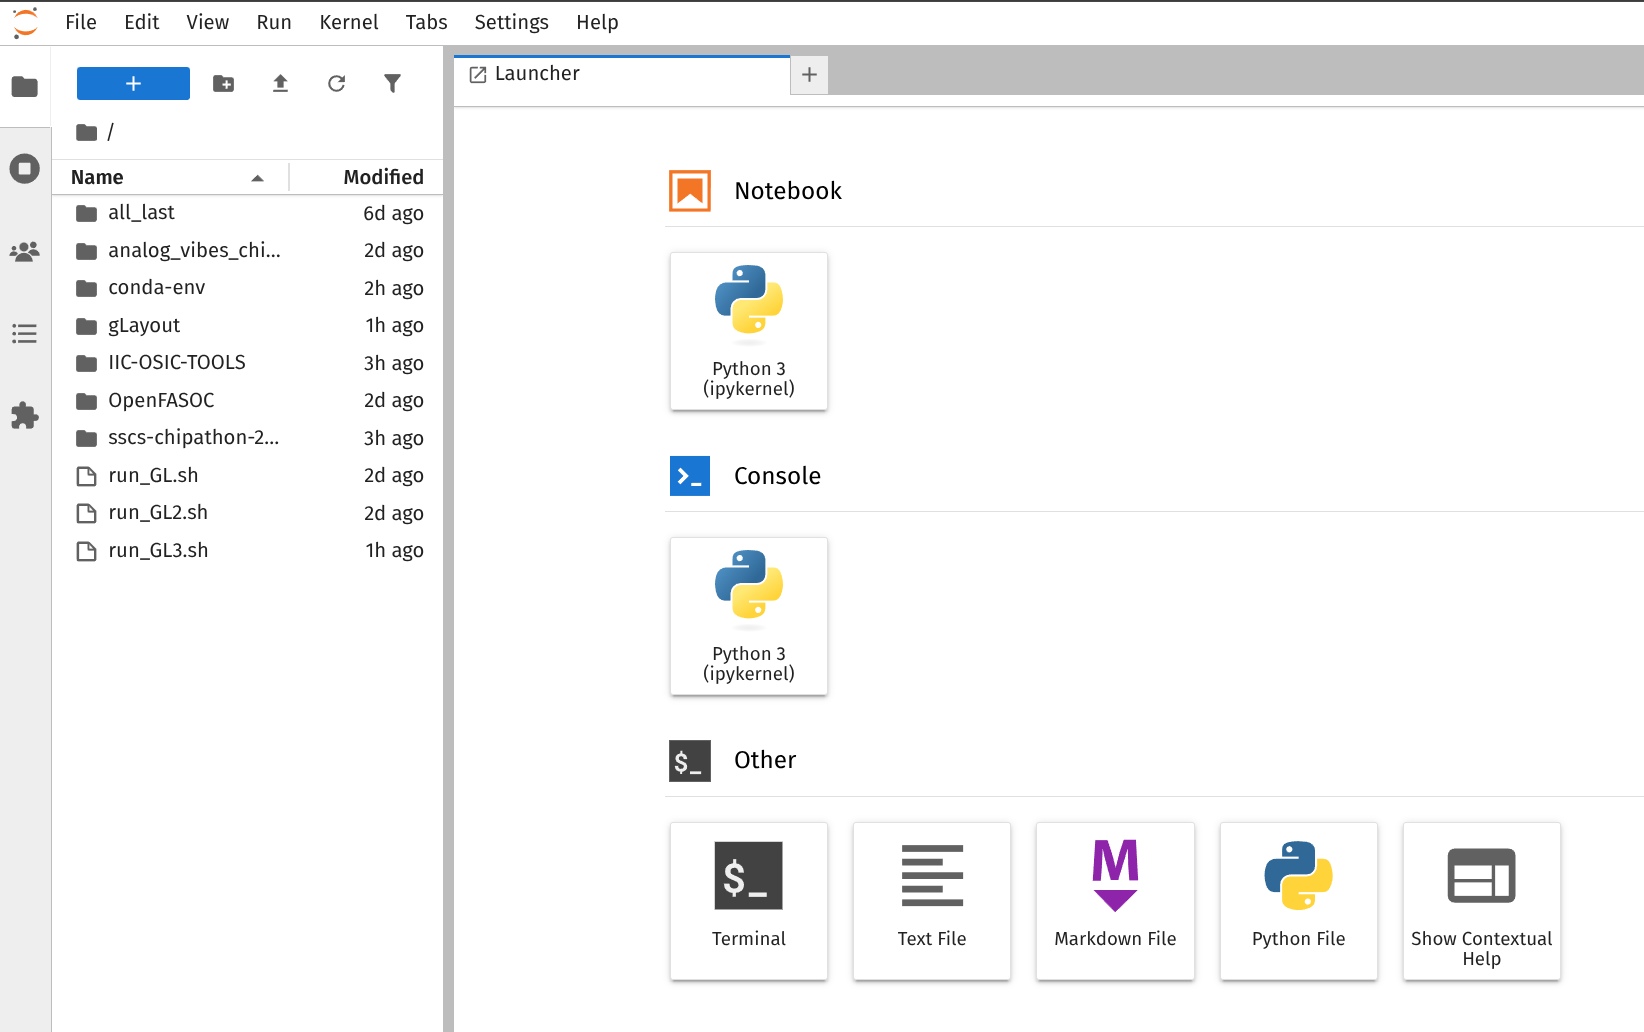 File Edit View Run Kernel Tabs Settings Help
+
/
Name Modified
all_last 6d ago
analog_vibes_chi... 2d ago
conda-env 2h ago
gLayout 1h ago
IIC-OSIC-TOOLS 3h ago
OpenFASOC 2d ago
sscs-chipathon-2... 3h ago
run_GL.sh 2d ago
run_GL2.sh 2d ago
run_GL3.sh 1h ago
Launcher +
Notebook
Python 3
(ipykernel)
>_ Console
Python 3
(ipykernel)
$_ Other
$_
Terminal
Text File
M
Markdown File
Python File
Show Contextual
Help